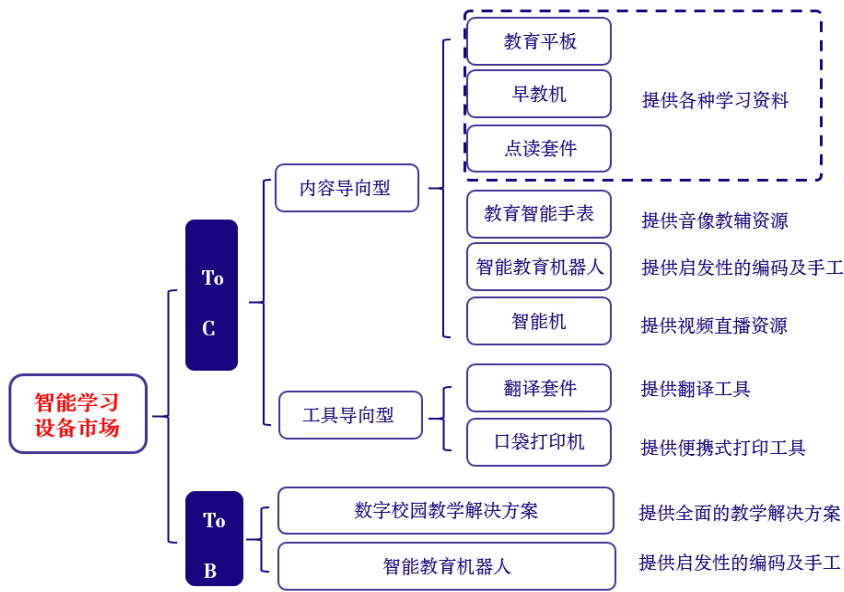 教育平板
早教机
提供各种学习资料
点读套件
内容导向型
教育智能手表
提供音像教辅资源
To
C
智能教育机器人
提供启发性的编码及手工
智能机
提供视频直播资源
智能学习
设备市场
工具导向型
翻译套件
提供翻译工具
口袋打印机
提供便携式打印工具
To
B
数字校园教学解决方案
提供全面的教学解决方案
智能教育机器人
提供启发性的编码及手工